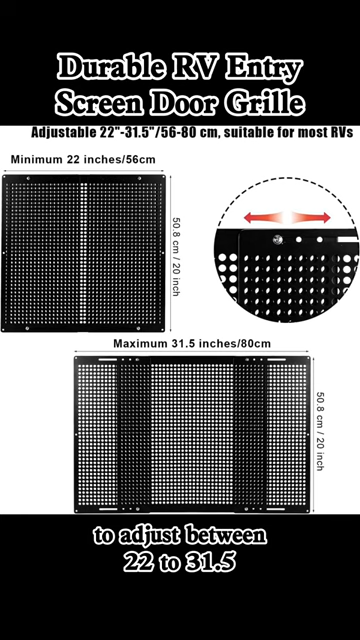 Durable RV Entry
Screen Door Grille
Adjustable 22"-31.5"/56-80 cm, suitable for most RVs
Minimum 22 inches/56cm
50.8 cm / 20 inch
Maximum 31.5 inches/80cm
50.8 cm / 20 inch
to adjust between
22 to 31.5